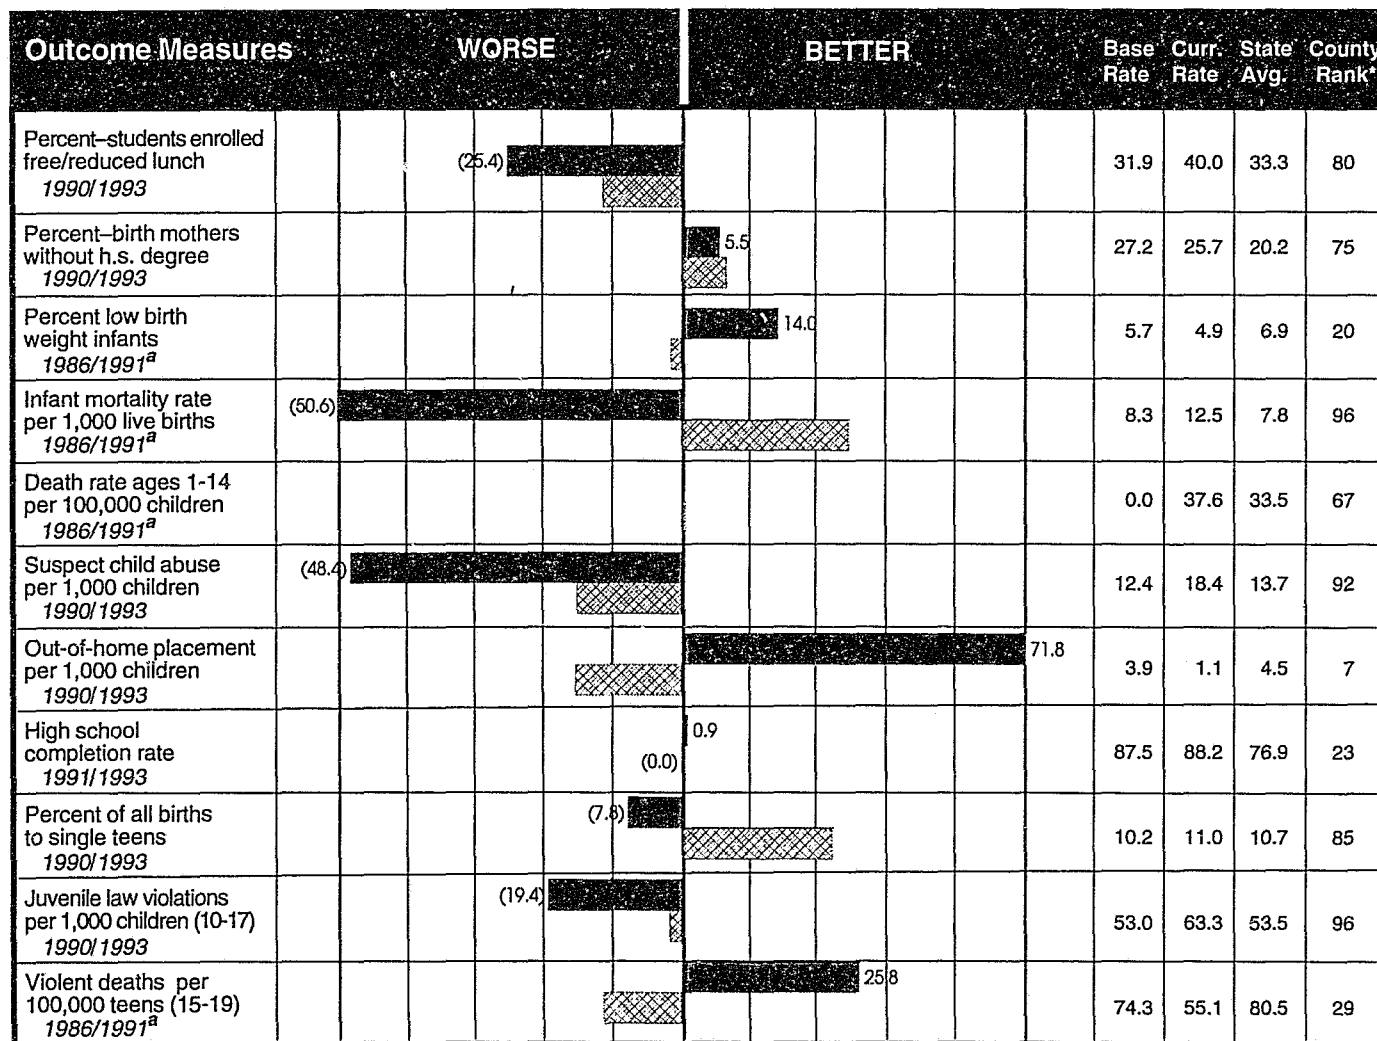 Outcome Measures WORSE BETTER Base Curr. State County
Rate Rate Avg. Rank*
Percent–students enrolled
free/reduced lunch (25.4) 31.9 40.0 33.3 80
1990/1993
Percent–birth mothers 5.5
without h.s. degree 27.2 25.7 20.2 75
1990/1993
Percent low birth 14.0
weight infants 5.7 4.9 6.9 20
1986/1991a
Infant mortality rate (50.6)
per 1,000 live births 8.3 12.5 7.8 96
1986/1991a
Death rate ages 1-14
per 100,000 children 0.0 37.6 33.5 67
1986/1991a
Suspect child abuse (48.4)
per 1,000 children 12.4 18.4 13.7 92
1990/1993
Out-of-home placement 71.8
per 1,000 children 3.9 1.1 4.5 7
1990/1993
High school 0.9
completion rate (0.0) 87.5 88.2 76.9 23
1991/1993
Percent of all births (7.8)
to single teens 10.2 11.0 10.7 85
1990/1993
Juvenile law violations (19.4)
per 1,000 children (10-17) 53.0 63.3 53.5 96
1990/1993
Violent deaths per 25.8
100,000 teens (15-19) 74.3 55.1 80.5 29
1986/1991a